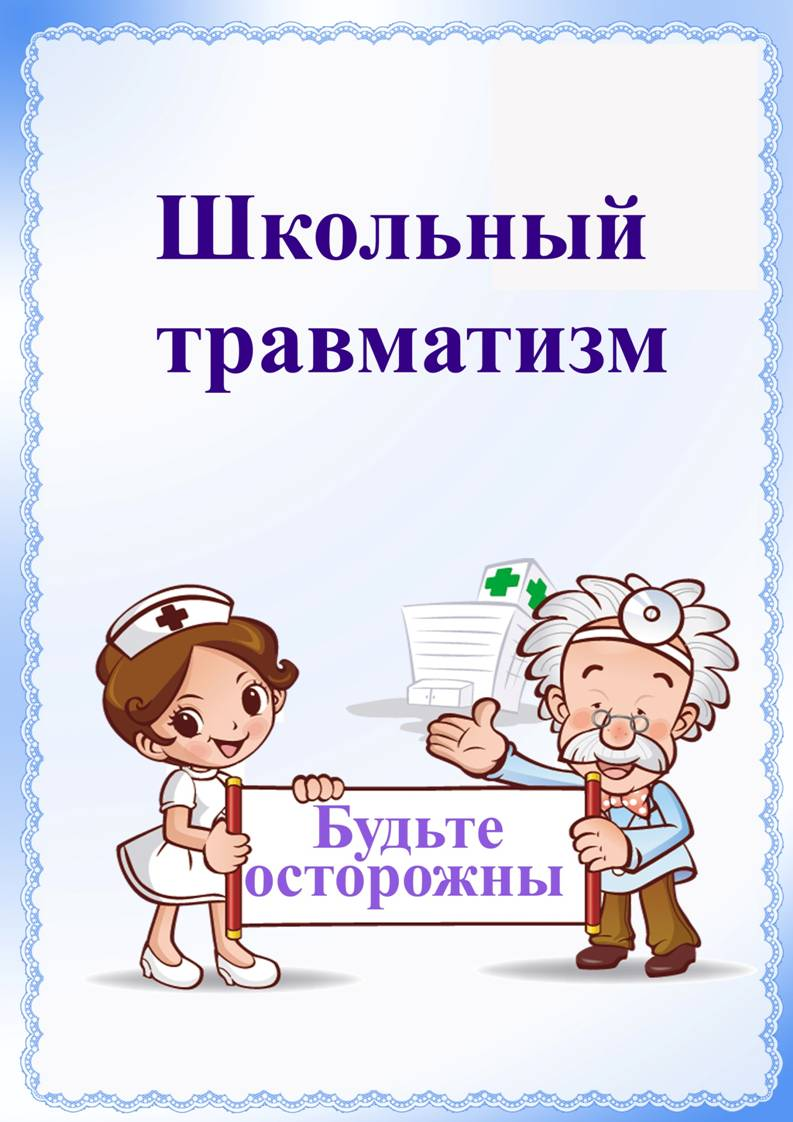 Школьный
травматизм
Будьте
осторожны